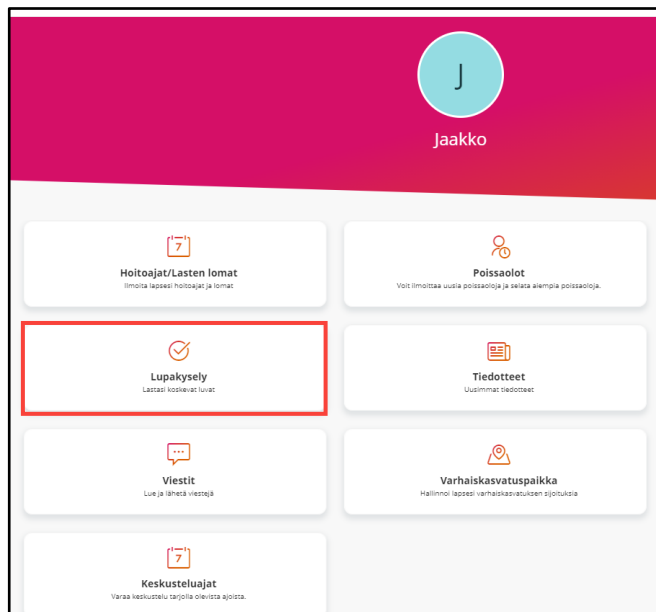 J
Jaakko
7
Hoitoajat/Lasten lomat
Ilmoita lapsesi hoitoajat ja lomat
Poissaolot
Voit ilmoittaa uusia poissaoloja ja selata aiempia poissaoloja.
Lupakysely
Lastasi koskevat luvat
Tiedotteet
Uusimmat tiedotteet
Viestit
Lue ja lähetä viestejä
Varhaiskasvatuspaikka
Hallinnoi lapsesi varhaiskasvatuksen sijoituksia
7
Keskusteluajat
Varaa keskustelu tarjolla olevista ajoista.